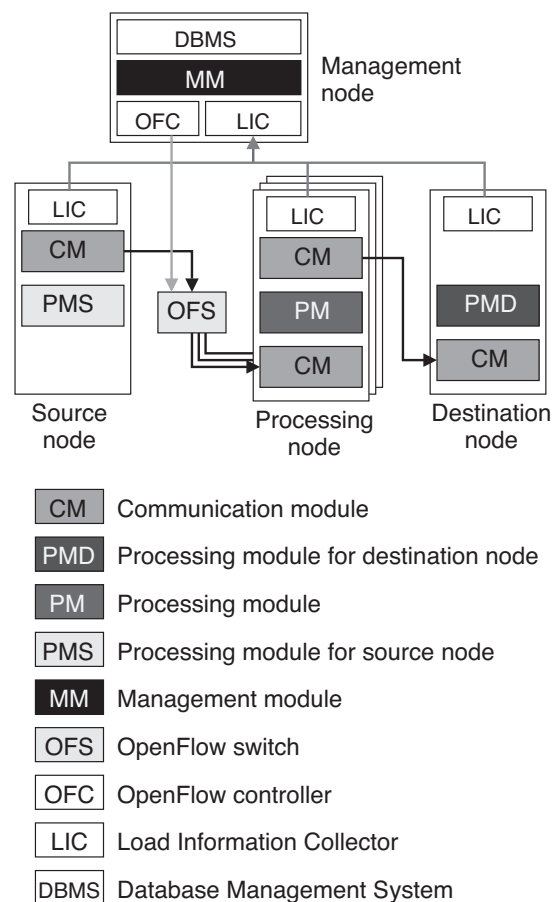 DBMS
MM
OFC LIC
Management
node
LIC
CM
PMS
Source
node
OFS
LIC
CM
PM
CM
Processing
node
LIC
PMD
CM
Destination
node
CM Communication module
PMD Processing module for destination node
PM Processing module
PMS Processing module for source node
MM Management module
OFS OpenFlow switch
OFC OpenFlow controller
LIC Load Information Collector
DBMS Database Management System